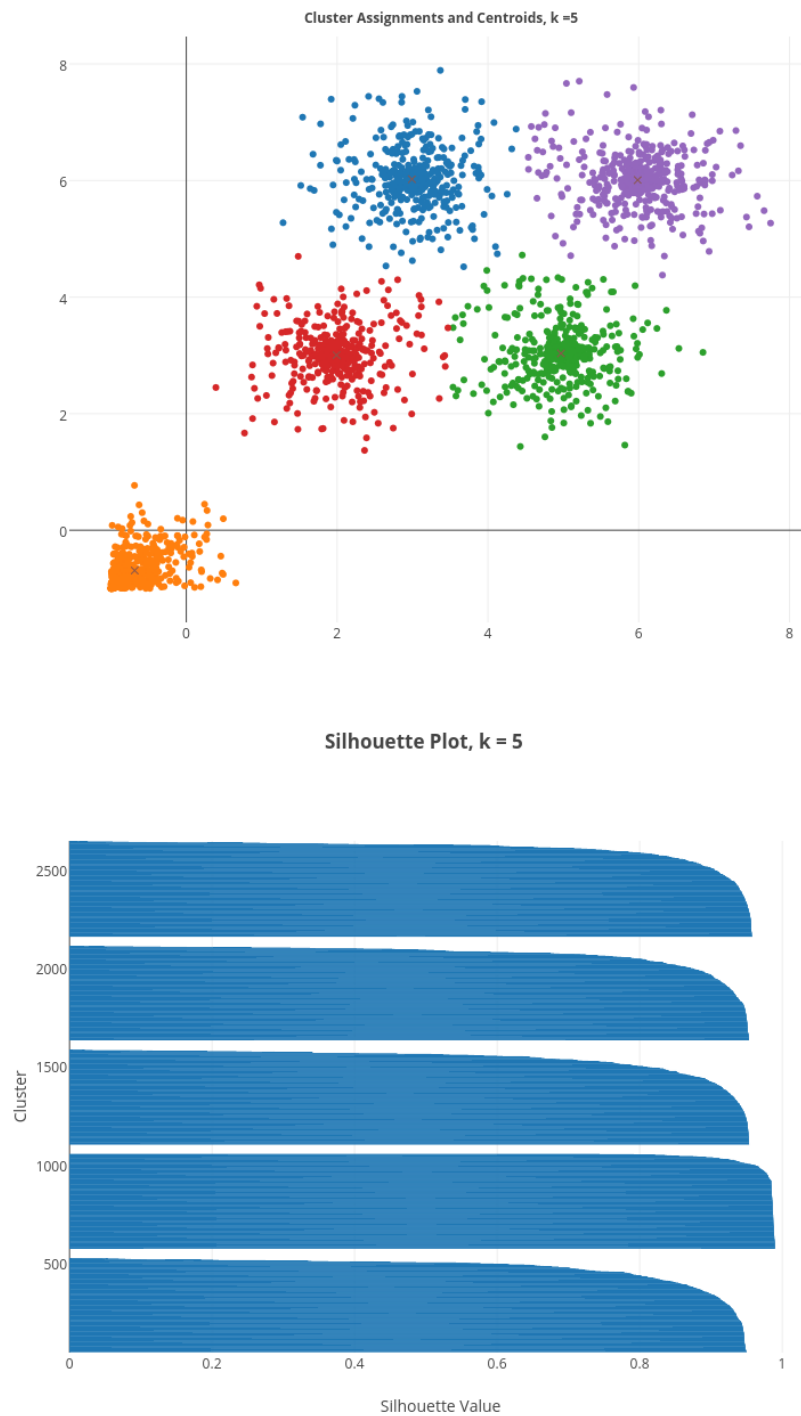 Cluster Assignments and Centroids, k =5
8
6
4
2
0
0 2 4 6 8
Silhouette Plot, k = 5
2500
2000
1500
1000
500
Cluster
0 0.2 0.4 0.6 0.8 1
Silhouette Value